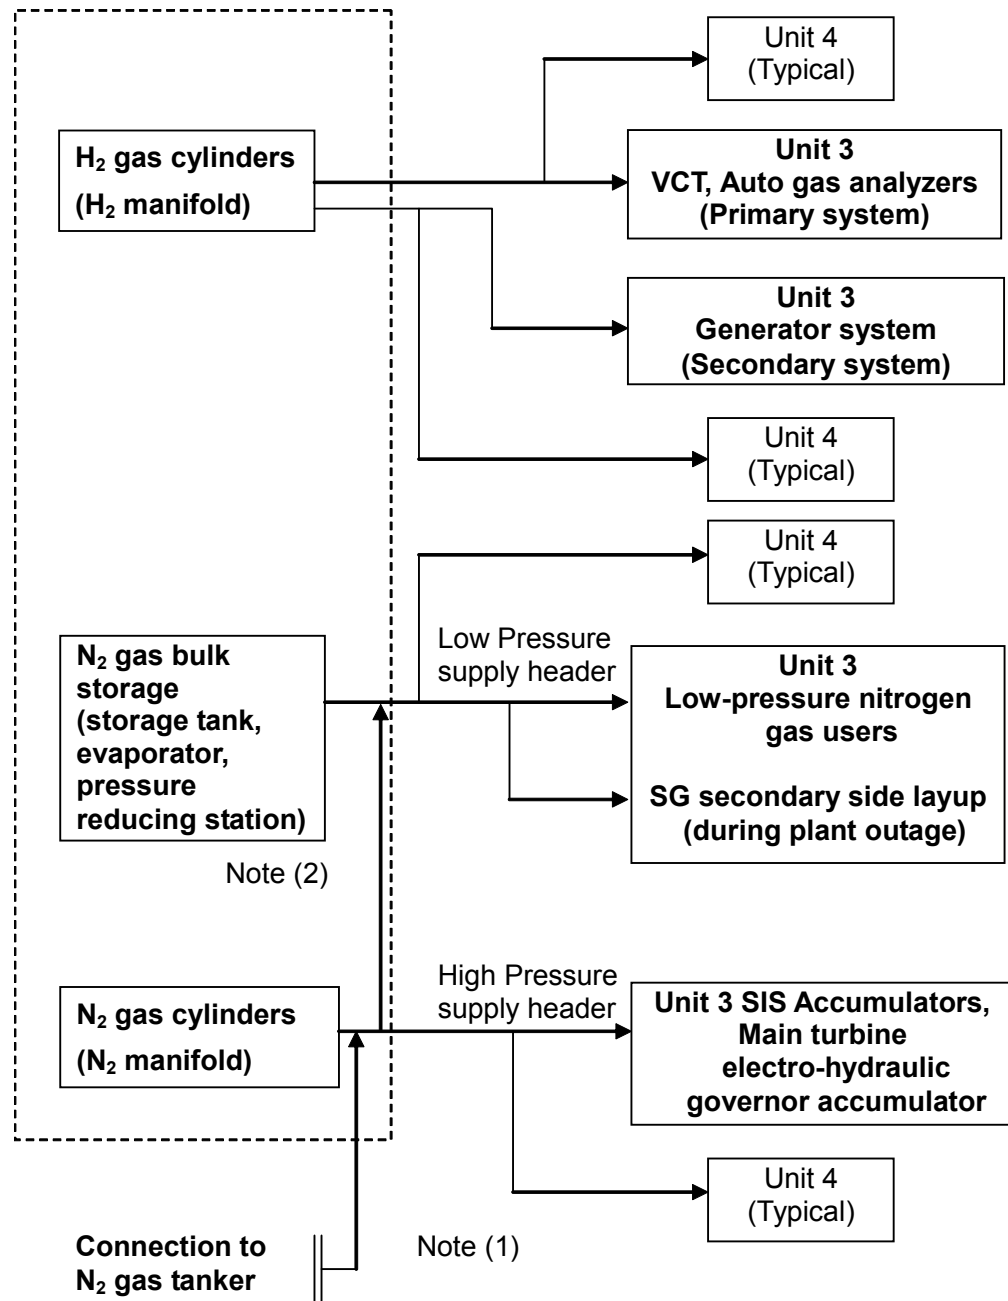 Unit 4
(Typical)
H₂ gas cylinders
(H₂ manifold)
Unit 3
VCT, Auto gas analyzers
(Primary system)
Unit 3
Generator system
(Secondary system)
Unit 4
(Typical)
Unit 4
(Typical)
N₂ gas bulk
storage
(storage tank,
evaporator,
pressure
reducing station)
Low Pressure
supply header
Unit 3
Low-pressure nitrogen
gas users
SG secondary side layup
(during plant outage)
Note (2)
N₂ gas cylinders
(N₂ manifold)
High Pressure
supply header
Unit 3 SIS Accumulators,
Main turbine
electro-hydraulic
governor accumulator
Unit 4
(Typical)
Connection to
N₂ gas tanker
Note (1)